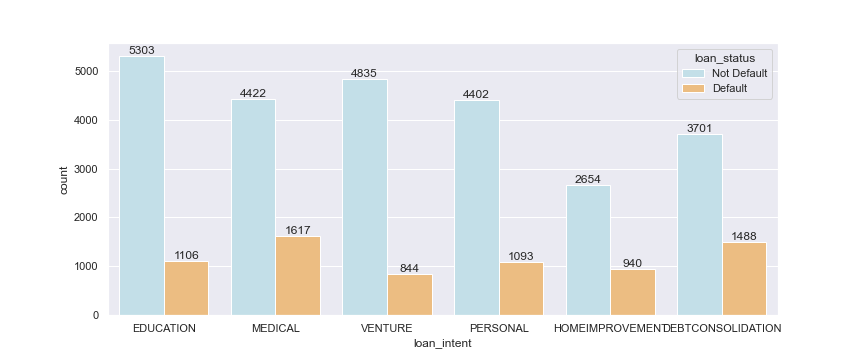 5303
4422
4835
4402
2654
3701
1106
1617
844
1093
940
1488
loan_status
Not Default
Default
5000
4000
3000
2000
1000
0
count
EDUCATION
MEDICAL
VENTURE
PERSONAL
HOMEIMPROVEMENT
DEBTCONSOLIDATION
loan_intent